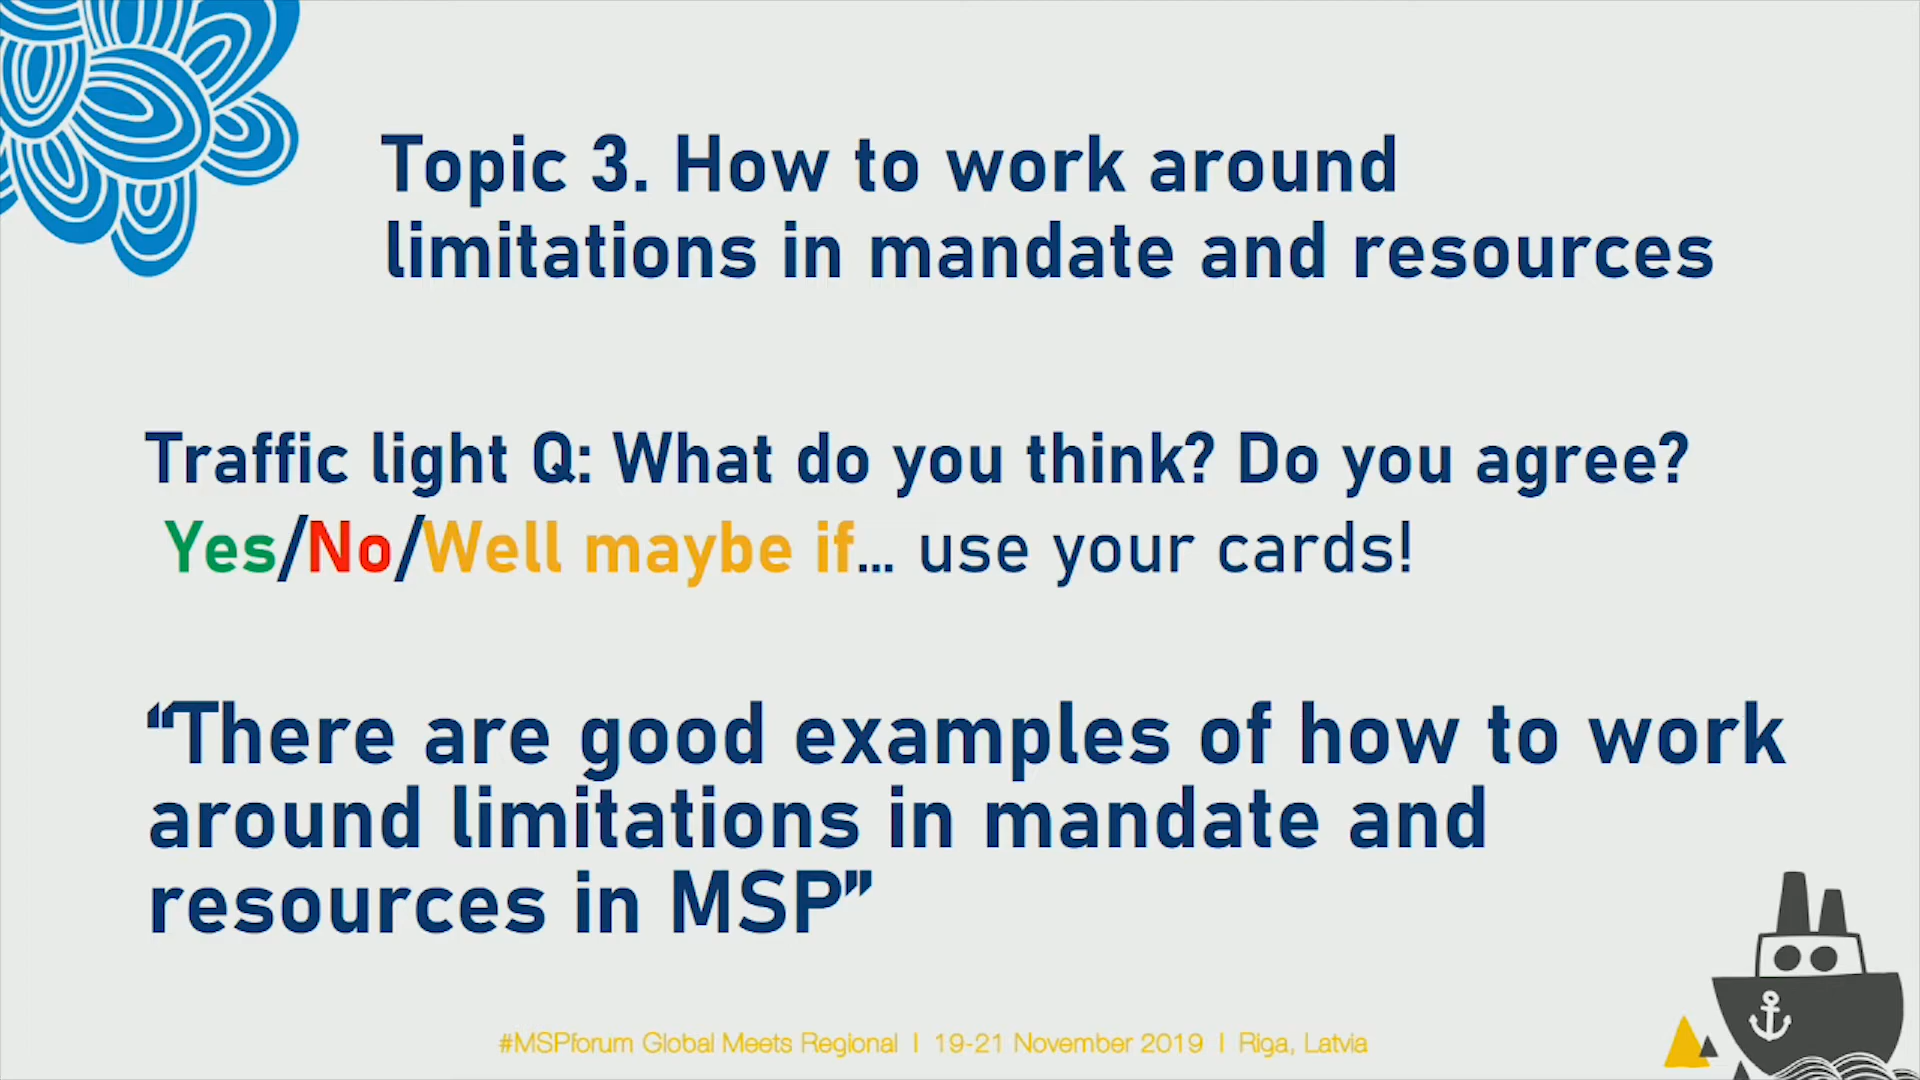 Topic 3. How to work around
limitations in mandate and resources
Traffic light Q: What do you think? Do you agree?
Yes/No/Well maybe if… use your cards!
“There are good examples of how to work
around limitations in mandate and
resources in MSP”
#MSPforum Global Meets Regional | 19-21 November 2019 | Riga, Latvia